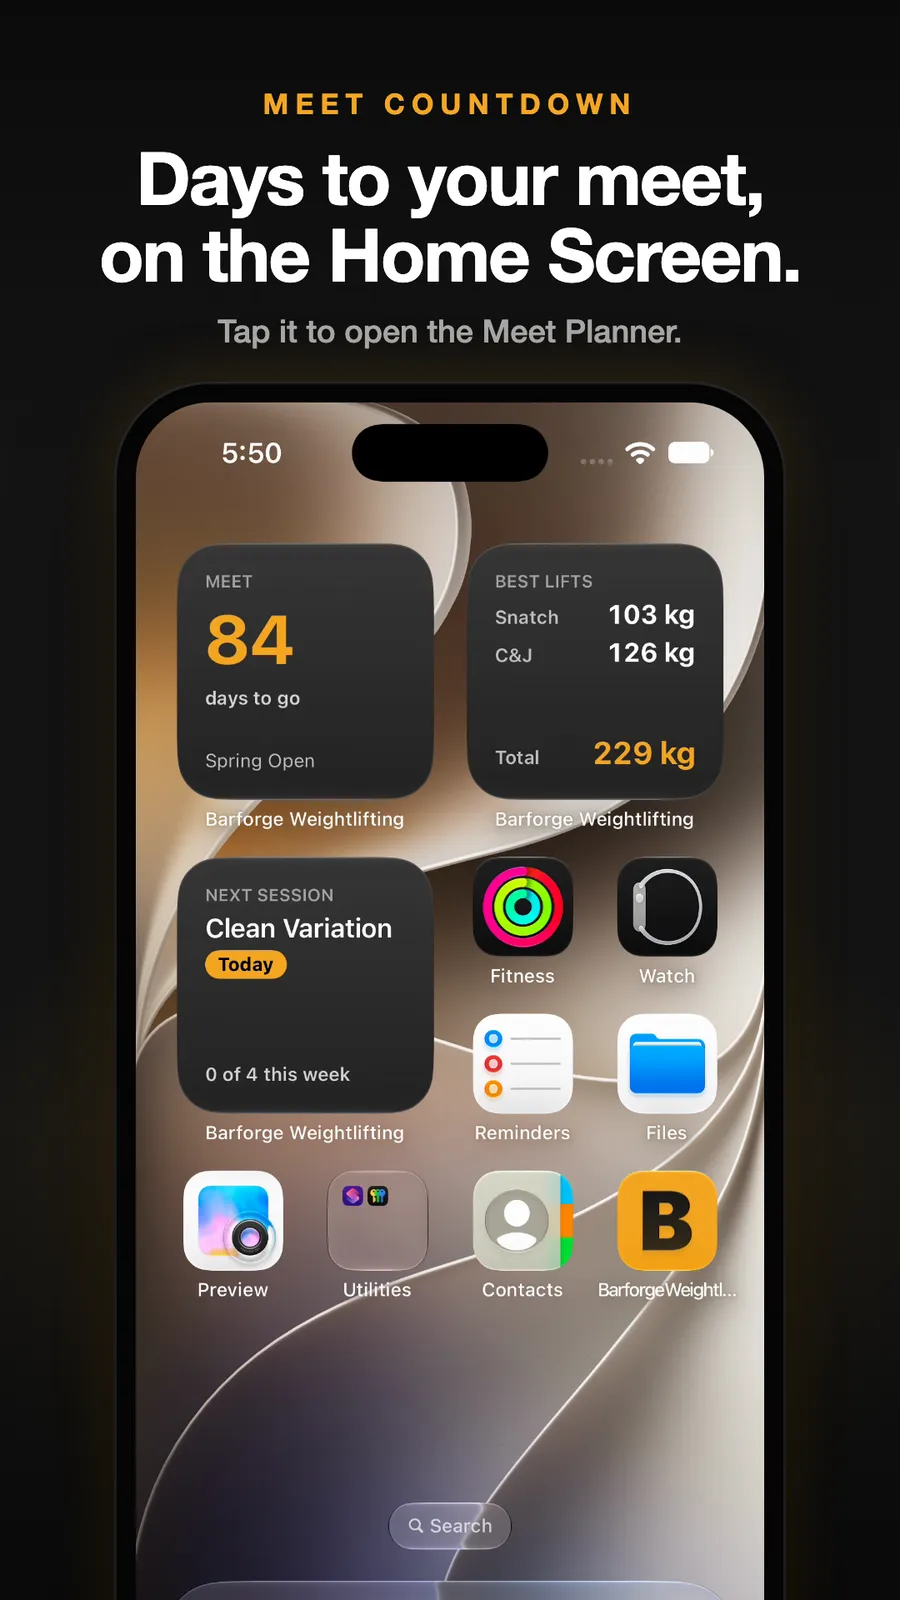 MEET COUNTDOWN
Days to your meet,
on the Home Screen.
Tap it to open the Meet Planner.
5:50
MEET
84
days to go
Spring Open
Barforge Weightlifting
BEST LIFTS
Snatch 103 kg
C&J 126 kg
Total 229 kg
Barforge Weightlifting
NEXT SESSION
Clean Variation
Today
0 of 4 this week
Barforge Weightlifting
Fitness
Watch
Reminders
Files
Preview
Utilities
Contacts
B
BarforgeWeightl...
Search